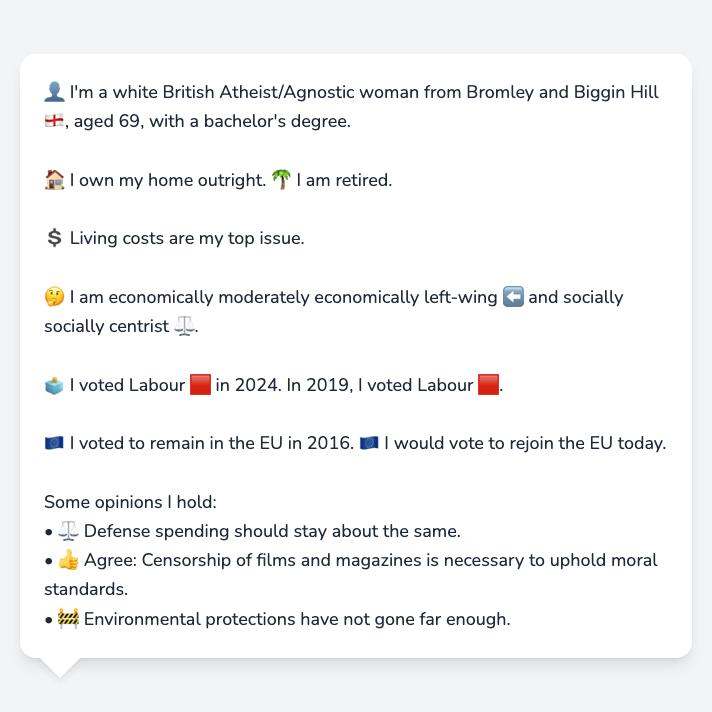 👤 I'm a white British Atheist/Agnostic woman from Bromley and Biggin Hill
🏴󠁧󠁢󠁥󠁮󠁧󠁿, aged 69, with a bachelor's degree.
🏠 I own my home outright. 🌴 I am retired.
💲 Living costs are my top issue.
🤔 I am economically moderately economically left-wing ⬅️ and socially
socially centrist ⚖️.
🗳️ I voted Labour 🟥 in 2024. In 2019, I voted Labour 🟥.
🇪🇺 I voted to remain in the EU in 2016. 🇪🇺 I would vote to rejoin the EU today.
Some opinions I hold:
• ⚖️ Defense spending should stay about the same.
• 👍 Agree: Censorship of films and magazines is necessary to uphold moral
standards.
• 🚧 Environmental protections have not gone far enough.